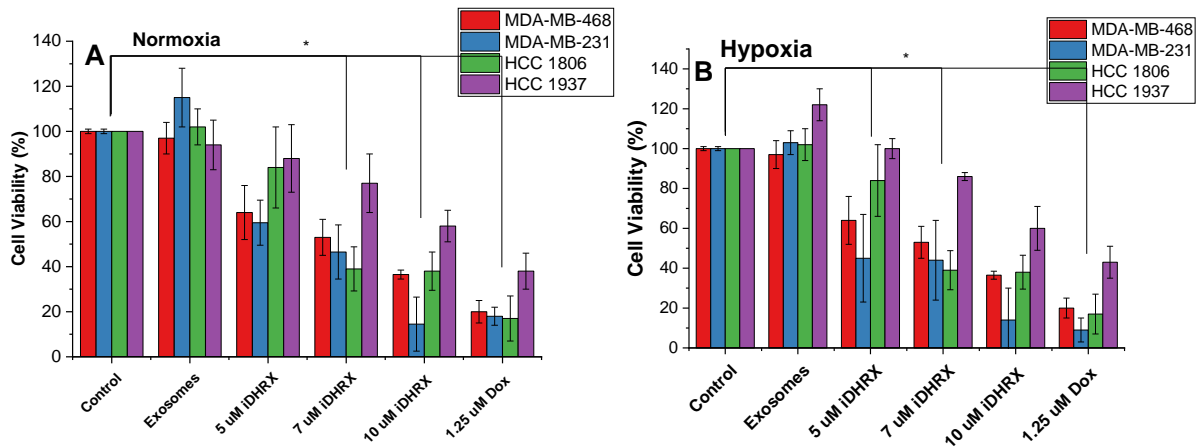 A
Normoxia
*
MDA-MB-468
MDA-MB-231
HCC 1806
HCC 1937
140
120
100
80
60
40
20
0
Cell Viability (%)
Control
Exosomes
5 uM iDHRX
7 uM iDHRX
10 uM iDHRX
1.25 uM Dox
B
Hypoxia
*
MDA-MB-468
MDA-MB-231
HCC 1806
HCC 1937
140
120
100
80
60
40
20
0
Cell Viability (%)
Control
Exosomes
5 uM iDHRX
7 uM iDHRX
10 uM iDHRX
1.25 uM Dox